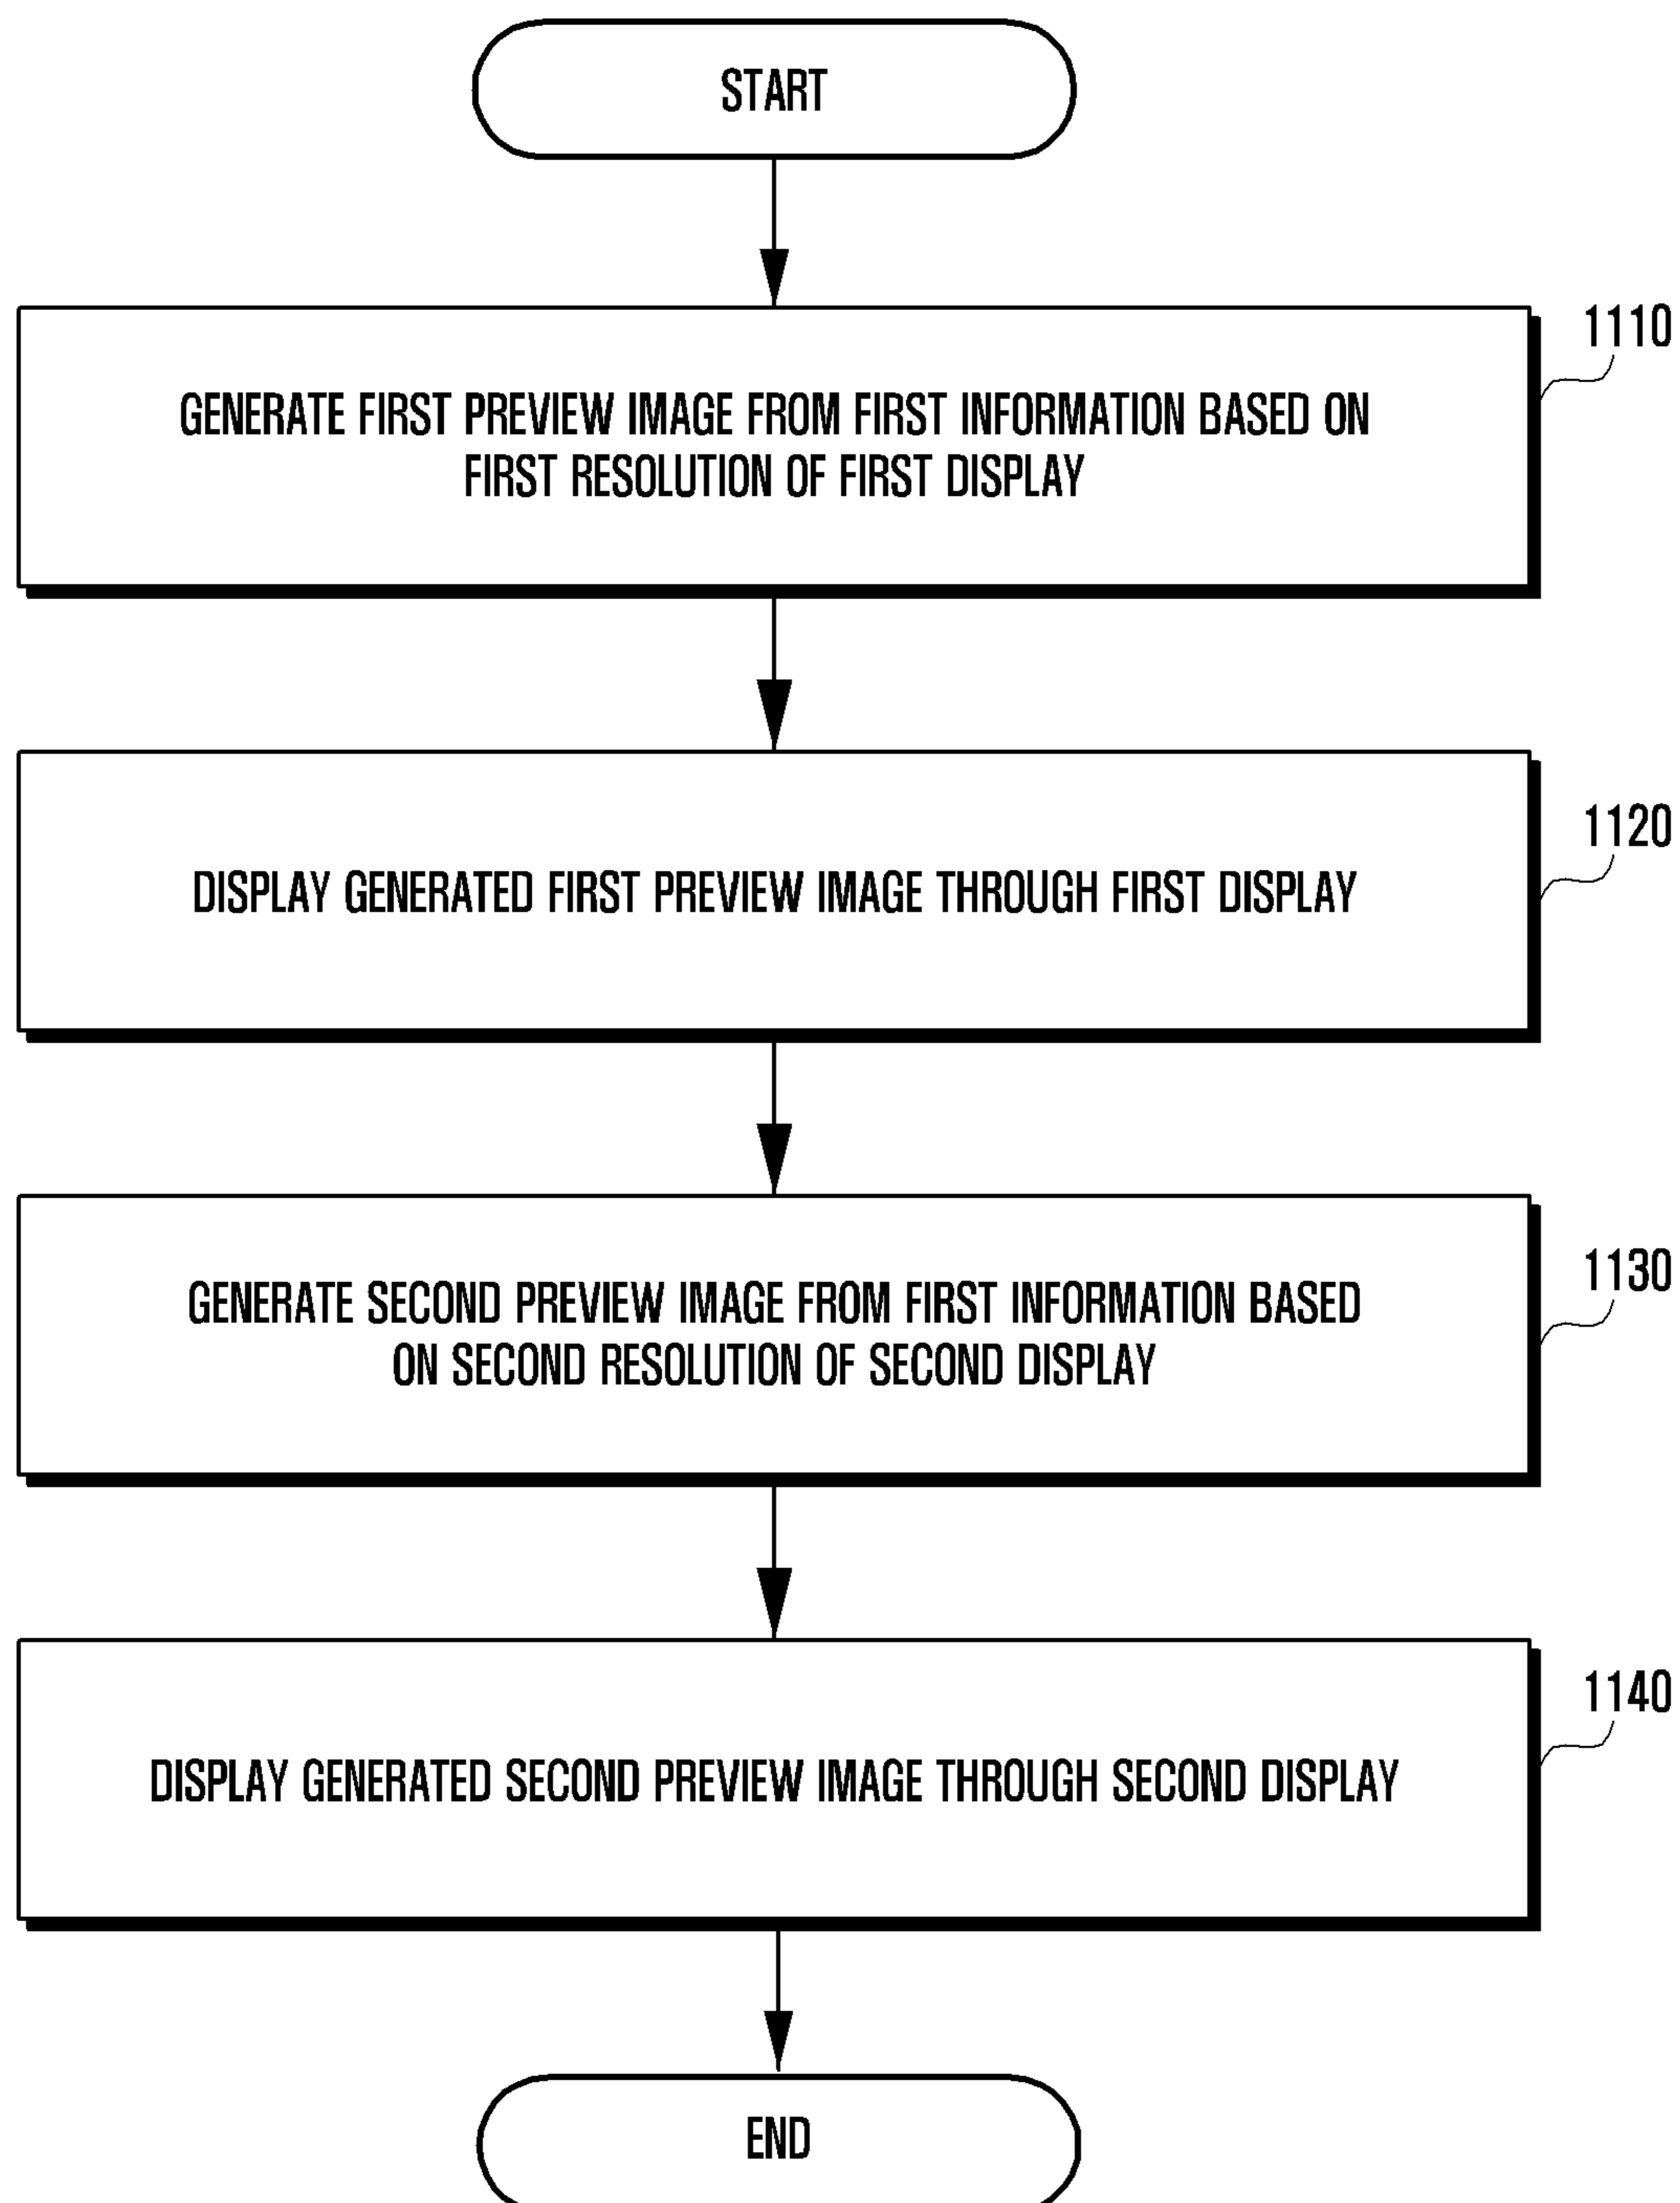 START
1110
GENERATE FIRST PREVIEW IMAGE FROM FIRST INFORMATION BASED ON
FIRST RESOLUTION OF FIRST DISPLAY
1120
DISPLAY GENERATED FIRST PREVIEW IMAGE THROUGH FIRST DISPLAY
1130
GENERATE SECOND PREVIEW IMAGE FROM FIRST INFORMATION BASED
ON SECOND RESOLUTION OF SECOND DISPLAY
1140
DISPLAY GENERATED SECOND PREVIEW IMAGE THROUGH SECOND DISPLAY
END